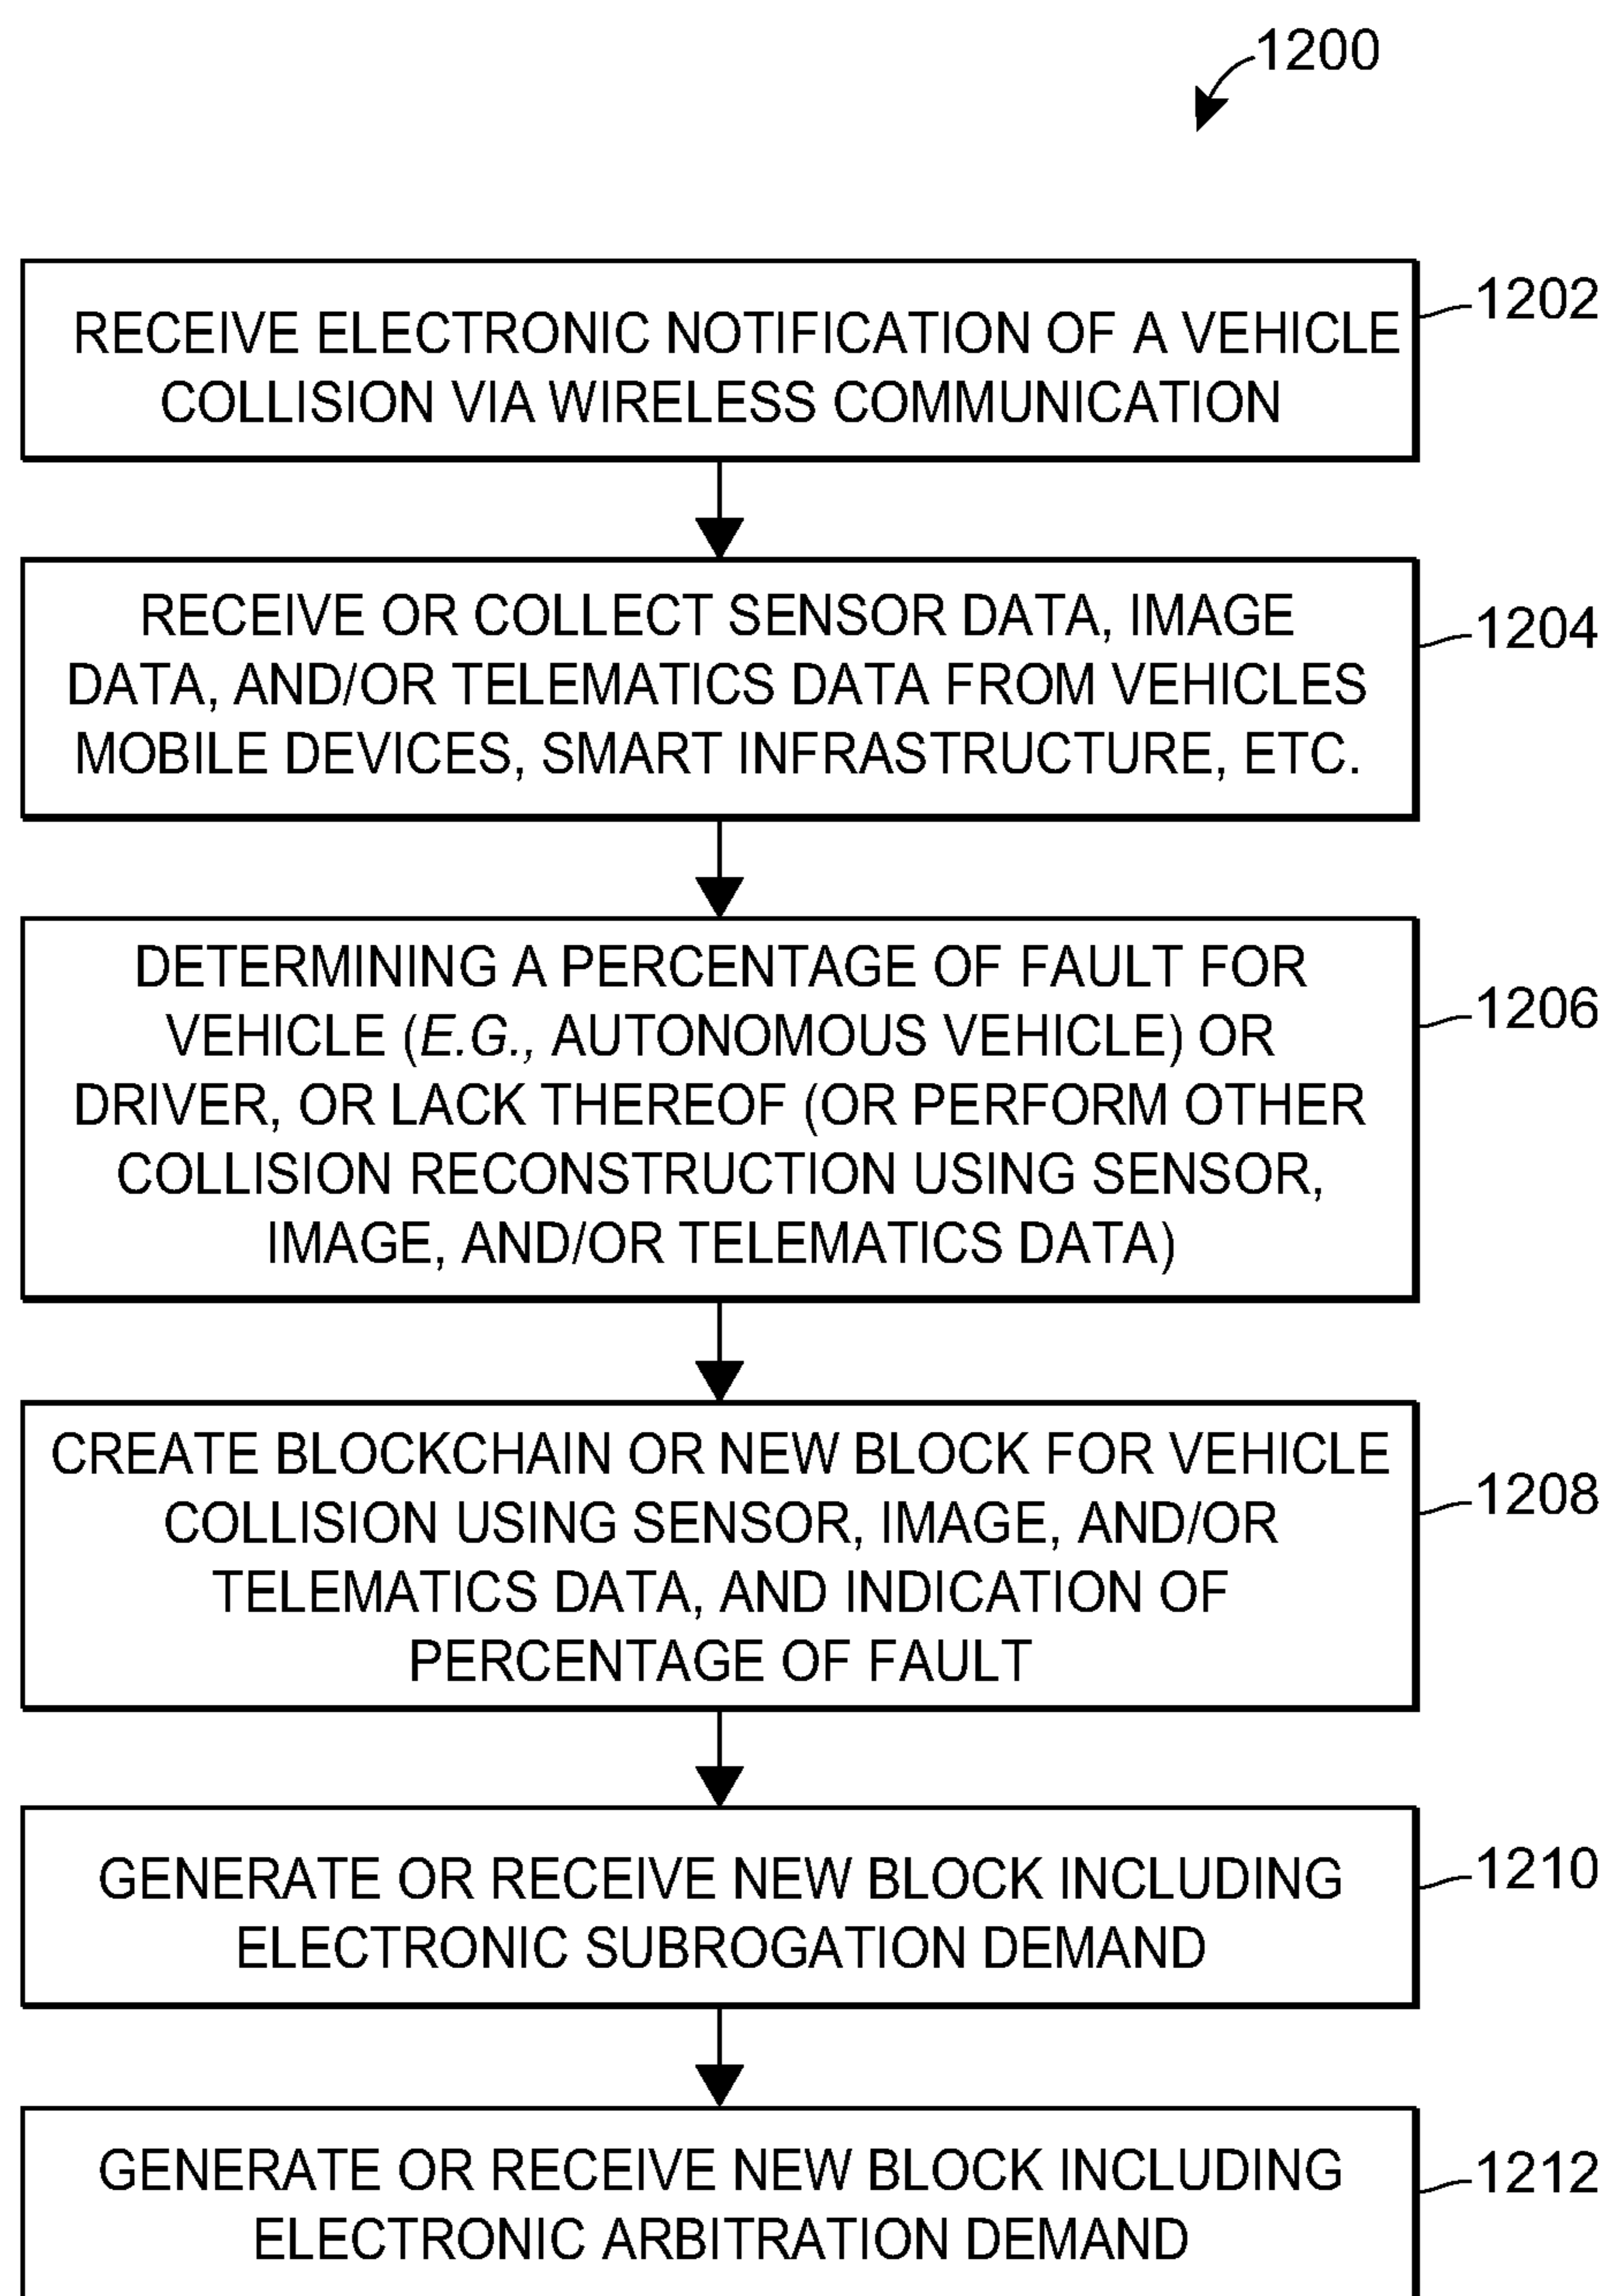 1200
RECEIVE ELECTRONIC NOTIFICATION OF A VEHICLE
COLLISION VIA WIRELESS COMMUNICATION
1202
RECEIVE OR COLLECT SENSOR DATA, IMAGE
DATA, AND/OR TELEMATICS DATA FROM VEHICLES
MOBILE DEVICES, SMART INFRASTRUCTURE, ETC.
1204
DETERMINING A PERCENTAGE OF FAULT FOR
VEHICLE (E.G., AUTONOMOUS VEHICLE) OR
DRIVER, OR LACK THEREOF (OR PERFORM OTHER
COLLISION RECONSTRUCTION USING SENSOR,
IMAGE, AND/OR TELEMATICS DATA)
1206
CREATE BLOCKCHAIN OR NEW BLOCK FOR VEHICLE
COLLISION USING SENSOR, IMAGE, AND/OR
TELEMATICS DATA, AND INDICATION OF
PERCENTAGE OF FAULT
1208
GENERATE OR RECEIVE NEW BLOCK INCLUDING
ELECTRONIC SUBROGATION DEMAND
1210
GENERATE OR RECEIVE NEW BLOCK INCLUDING
ELECTRONIC ARBITRATION DEMAND
1212